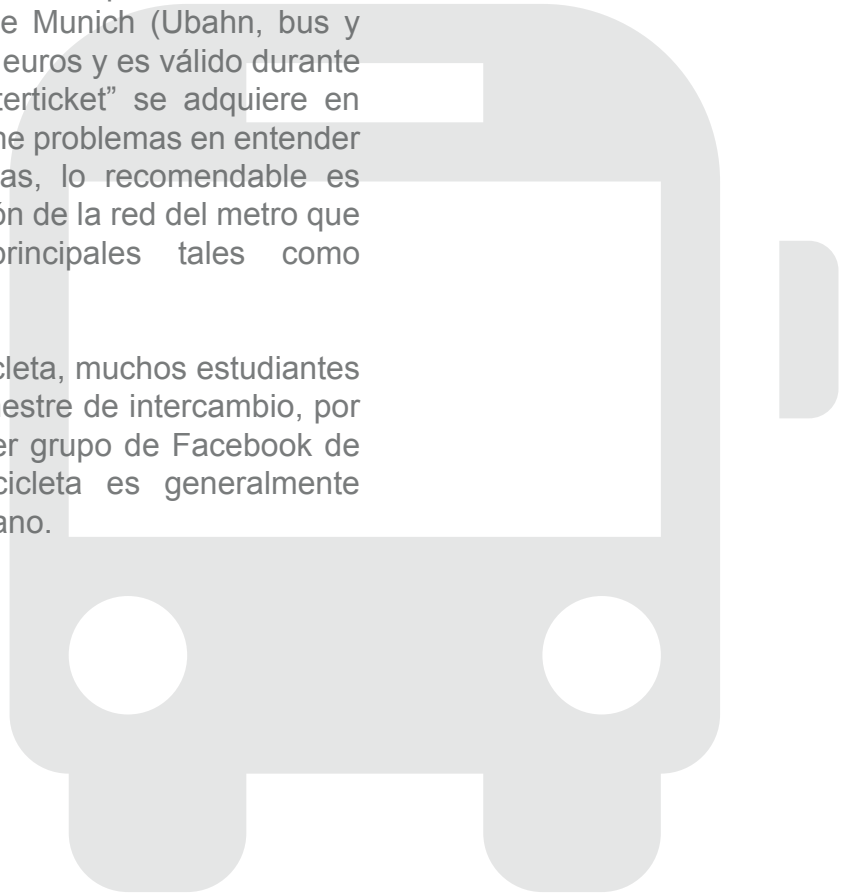 e Munich (Ubahn, bus y
euros y es válido durante
terticket” se adquiere en
ne problemas en entender
as, lo recomendable es
ón de la red del metro que
principales tales como
cleta, muchos estudiantes
nestre de intercambio, por
er grupo de Facebook de
cicleta es generalmente
ano.